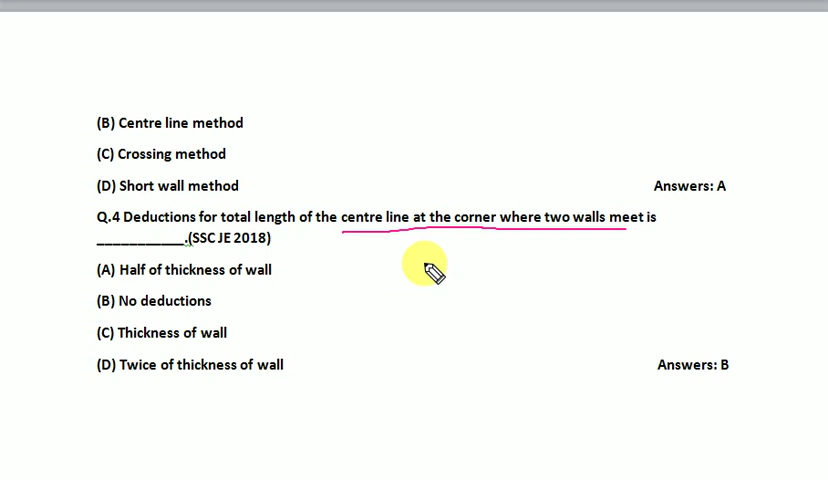 (B) Centre line method
(C) Crossing method
(D) Short wall method Answers: A
Q.4 Deductions for total length of the centre line at the corner where two walls meet is
___________.(SSC JE 2018)
(A) Half of thickness of wall
(B) No deductions
(C) Thickness of wall
(D) Twice of thickness of wall Answers: B